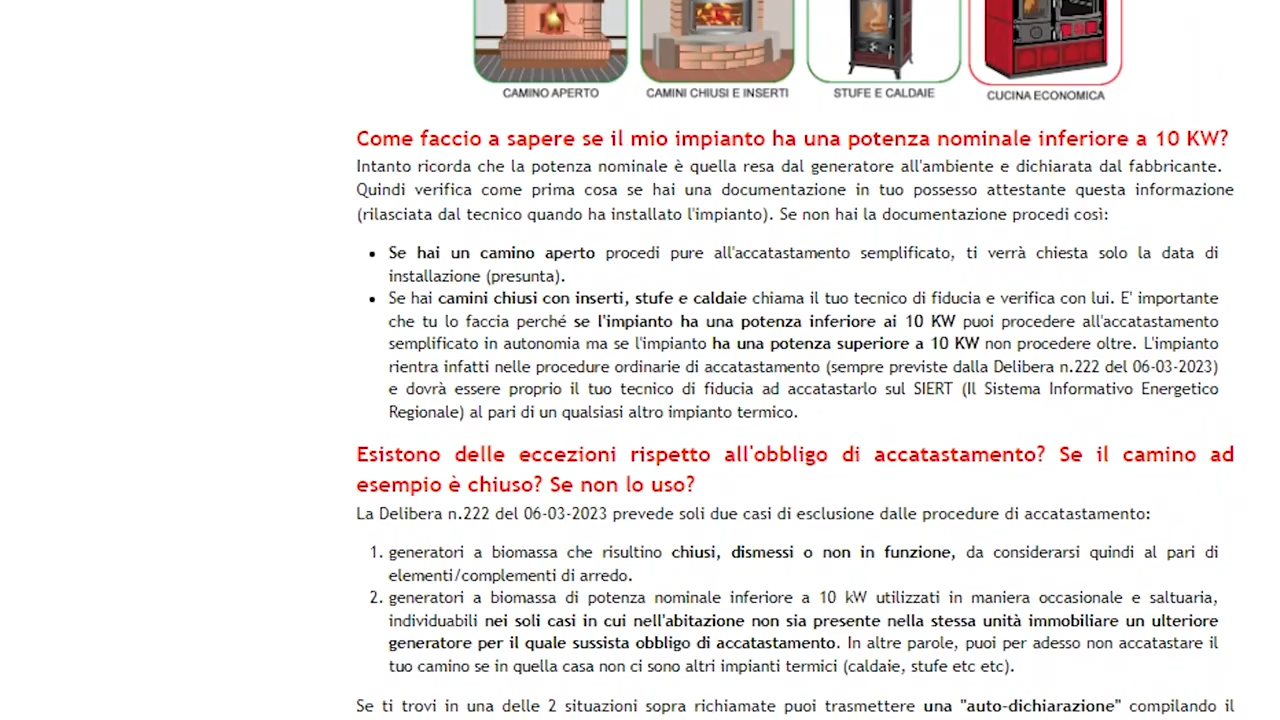 CAMINO APERTO
CAMINI CHIUSI E INSERTI
STUFE E CALDAIE
CUCINA ECONOMICA
Come faccio a sapere se il mio impianto ha una potenza nominale inferiore a 10 KW?
Intanto ricorda che la potenza nominale è quella resa dal generatore all'ambiente e dichiarata dal fabbricante.
Quindi verifica come prima cosa se hai una documentazione in tuo possesso attestante questa informazione
(rilasciata dal tecnico quando ha installato l'impianto). Se non hai la documentazione procedi così:
• Se hai un camino aperto procedi pure all'accatastamento semplificato, ti verrà chiesta solo la data di
installazione (presunta).
• Se hai camini chiusi con inserti, stufe e caldaie chiama il tuo tecnico di fiducia e verifica con lui. E' importante
che tu lo faccia perché se l'impianto ha una potenza inferiore ai 10 KW puoi procedere all'accatastamento
semplificato in autonomia ma se l'impianto ha una potenza superiore a 10 KW non procedere oltre. L'impianto
rientra infatti nelle procedure ordinarie di accatastamento (sempre previste dalla Delibera n.222 del 06-03-2023)
e dovrà essere proprio il tuo tecnico di fiducia ad accatastarlo sul SIERT (Il Sistema Informativo Energetico
Regionale) al pari di un qualsiasi altro impianto termico.
Esistono delle eccezioni rispetto all'obbligo di accatastamento? Se il camino ad
esempio è chiuso? Se non lo uso?
La Delibera n.222 del 06-03-2023 prevede soli due casi di esclusione dalle procedure di accatastamento:
1. generatori a biomassa che risultino chiusi, dismessi o non in funzione, da considerarsi quindi al pari di
elementi/complementi di arredo.
2. generatori a biomassa di potenza nominale inferiore a 10 kW utilizzati in maniera occasionale e saltuaria,
individuabili nei soli casi in cui nell'abitazione non sia presente nella stessa unità immobiliare un ulteriore
generatore per il quale sussista obbligo di accatastamento. In altre parole, puoi per adesso non accatastare il
tuo camino se in quella casa non ci sono altri impianti termici (caldaie, stufe etc etc).
Se ti trovi in una delle 2 situazioni sopra richiamate puoi trasmettere una "auto-dichiarazione" compilando il